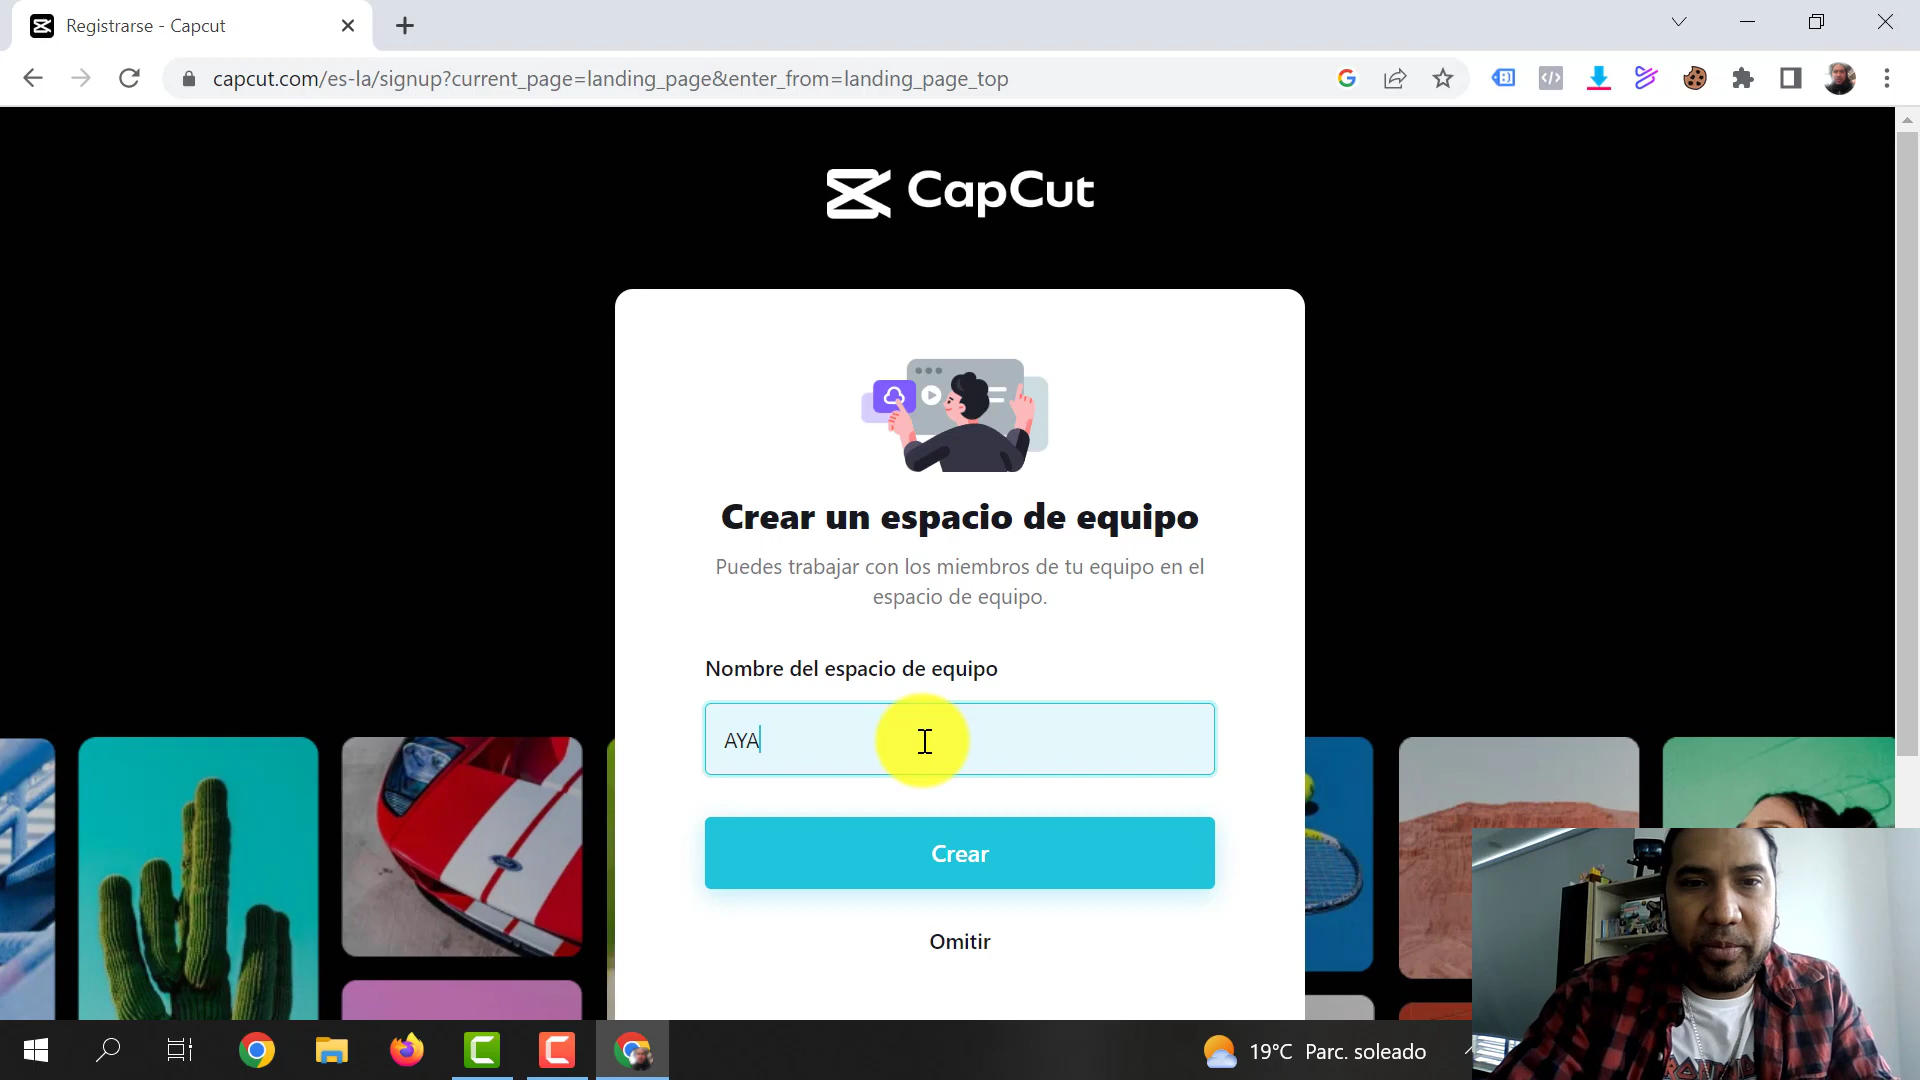 Registrarse - Capcut
capcut.com/es-la/signup?current_page=landing_page&enter_from=landing_page_top
CapCut
Crear un espacio de equipo
Puedes trabajar con los miembros de tu equipo en el
espacio de equipo.
Nombre del espacio de equipo
AYA
Crear
Omitir
19°C Parc. soleado
IRON MAIDEN